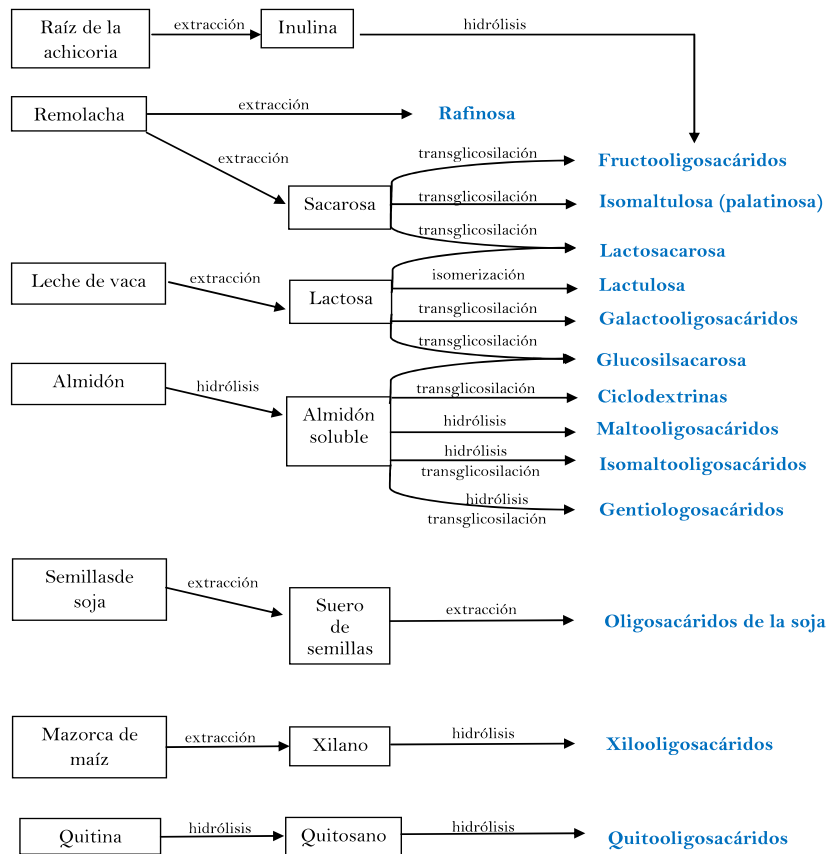 Raíz de la
achicoria
extracción
Inulina
hidrólisis
Remolacha
extracción
Rafinosa
extracción
Sacarosa
transglicosilación
Fructooligosacáridos
transglicosilación
Isomaltulosa (palatinosa)
transglicosilación
Lactosacarosa
Leche de vaca
extracción
Lactosa
isomerización
Lactulosa
transglicosilación
Galactooligosacáridos
transglicosilación
Glucosilsacarosa
Almidón
hidrólisis
Almidón
soluble
transglicosilación
Ciclodextrinas
hidrólisis
Maltooligosacáridos
hidrólisis
transglicosilación
Isomaltooligosacáridos
hidrólisis
transglicosilación
Gentiologosacáridos
Semillasde
soja
extracción
Suero
de
semillas
extracción
Oligosacáridos de la soja
Mazorca de
maíz
extracción
Xilano
hidrólisis
Xilooligosacáridos
Quitina
hidrólisis
Quitosano
hidrólisis
Quitooligosacáridos